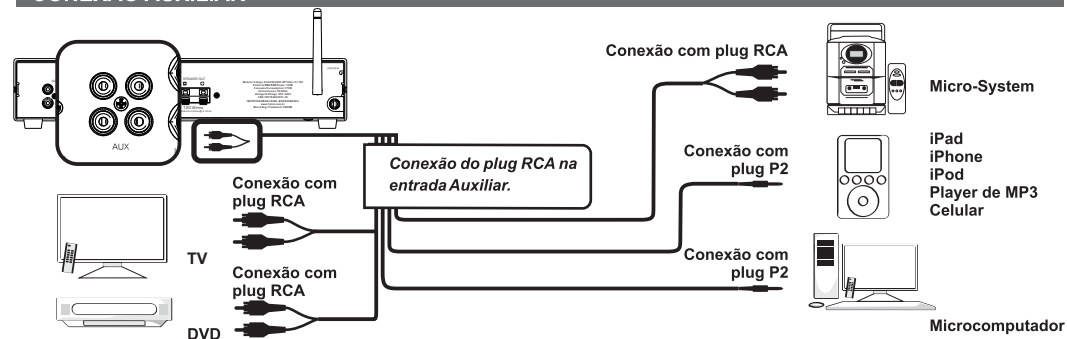 CONEXÃO AUXILIAR
AUX
Conexão do plug RCA na
entrada Auxiliar.
Conexão com plug RCA
Micro-System
Conexão com
plug P2
iPad
iPhone
iPod
Player de MP3
Celular
Conexão com
plug RCA
TV
Conexão com
plug RCA
DVD
Conexão com
plug P2
Microcomputador